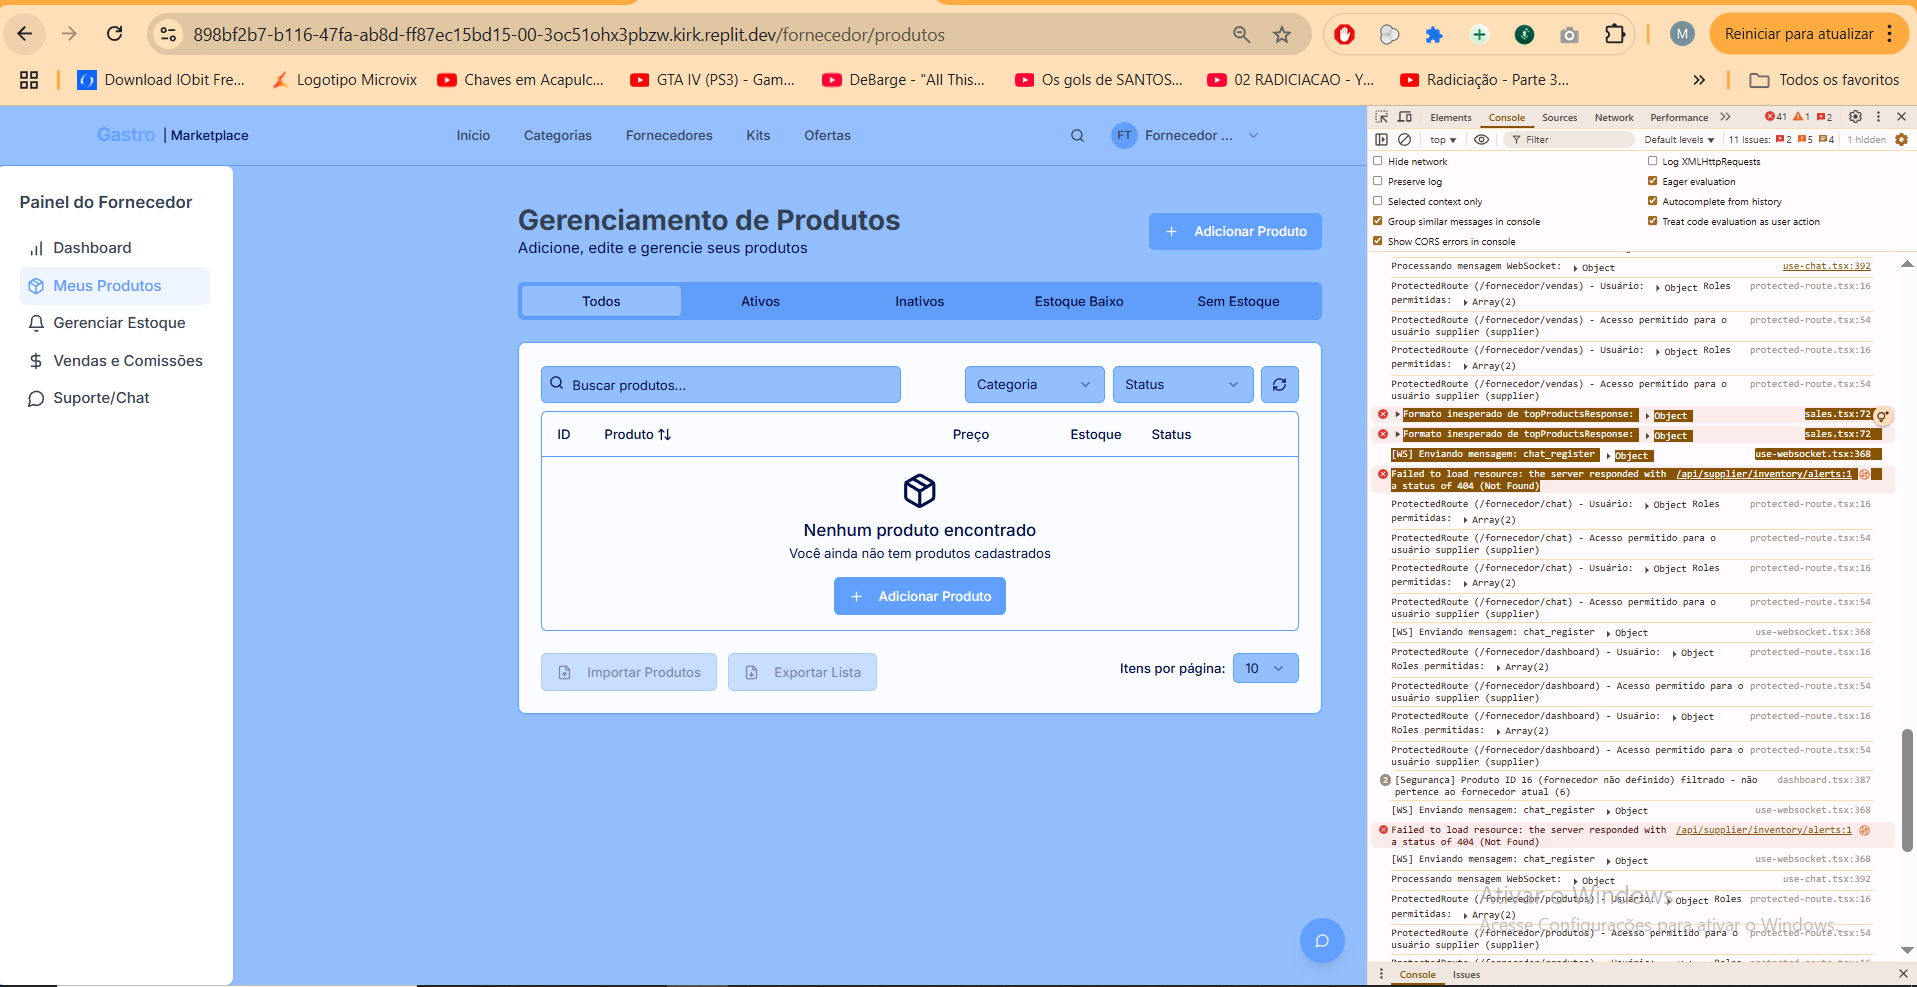 898bf2b7-b116-47fa-ab8d-ff87ec15bd15-00-3oc51ohx3pbzw.kirk.replit.dev/fornecedor/produtos
M
Reiniciar para atualizar
Download IObit Fre...
Logotipo Microvix
Chaves em Acapulc...
GTA IV (PS3) - Gam...
DeBarge - "All This...
Os gols de SANTOS...
02 RADICIACAO - Y...
Radiciação - Parte 3...
Todos os favoritos
Gastro | Marketplace
Início
Categorias
Fornecedores
Kits
Ofertas
FT
Fornecedor ...
Painel do Fornecedor
Dashboard
Meus Produtos
Gerenciar Estoque
Vendas e Comissões
Suporte/Chat
Gerenciamento de Produtos
Adicione, edite e gerencie seus produtos
Adicionar Produto
Todos
Ativos
Inativos
Estoque Baixo
Sem Estoque
Buscar produtos...
Categoria
Status
ID
Produto
Preço
Estoque
Status
Nenhum produto encontrado
Você ainda não tem produtos cadastrados
Adicionar Produto
Importar Produtos
Exportar Lista
Itens por página:
10
Elements
Console
Sources
Network
Performance
41
1
2
top
Filter
Default levels
11 Issues: 2 5 4
1 hidden
Hide network
Log XMLHttpRequests
Preserve log
Eager evaluation
Selected context only
Autocomplete from history
Group similar messages in console
Treat code evaluation as user action
Show CORS errors in console
Processando mensagem WebSocket: Object use-chat.tsx:392
ProtectedRoute (/fornecedor/vendas) - Usuário: Object Roles protected-route.tsx:16
permitidas: Array(2)
ProtectedRoute (/fornecedor/vendas) - Acesso permitido para o protected-route.tsx:54
usuário supplier (supplier)
ProtectedRoute (/fornecedor/vendas) - Usuário: Object Roles protected-route.tsx:16
permitidas: Array(2)
ProtectedRoute (/fornecedor/vendas) - Acesso permitido para o protected-route.tsx:54
usuário supplier (supplier)
Formato inesperado de topProductsResponse: Object sales.tsx:72
Formato inesperado de topProductsResponse: Object sales.tsx:72
[WS] Enviando mensagem: chat_register Object use-websocket.tsx:368
Failed to load resource: the server responded with /api/supplier/inventory/alerts:1
a status of 404 (Not Found)
ProtectedRoute (/fornecedor/chat) - Usuário: Object Roles protected-route.tsx:16
permitidas: Array(2)
ProtectedRoute (/fornecedor/chat) - Acesso permitido para o protected-route.tsx:54
usuário supplier (supplier)
ProtectedRoute (/fornecedor/chat) - Usuário: Object Roles protected-route.tsx:16
permitidas: Array(2)
ProtectedRoute (/fornecedor/chat) - Acesso permitido para o protected-route.tsx:54
usuário supplier (supplier)
[WS] Enviando mensagem: chat_register Object use-websocket.tsx:368
ProtectedRoute (/fornecedor/dashboard) - Usuário: Object protected-route.tsx:16
Roles permitidas: Array(2)
ProtectedRoute (/fornecedor/dashboard) - Acesso permitido para o protected-route.tsx:54
usuário supplier (supplier)
ProtectedRoute (/fornecedor/dashboard) - Usuário: Object protected-route.tsx:16
Roles permitidas: Array(2)
ProtectedRoute (/fornecedor/dashboard) - Acesso permitido para o protected-route.tsx:54
usuário supplier (supplier)
2 [Segurança] Produto ID 16 (fornecedor não definido) filtrado - não dashboard.tsx:387
pertence ao fornecedor atual (6)
[WS] Enviando mensagem: chat_register Object use-websocket.tsx:368
Failed to load resource: the server responded with /api/supplier/inventory/alerts:1
a status of 404 (Not Found)
[WS] Enviando mensagem: chat_register Object use-websocket.tsx:368
Processando mensagem WebSocket: Object use-chat.tsx:392
ProtectedRoute (/fornecedor/produtos) - Usuário: Object Roles protected-route.tsx:16
permitidas: Array(2)
ProtectedRoute (/fornecedor/produtos) - Acesso permitido para o protected-route.tsx:54
usuário supplier (supplier)
Ativar o Windows
Acesse Configurações para ativar o Windows.
Console
Issues